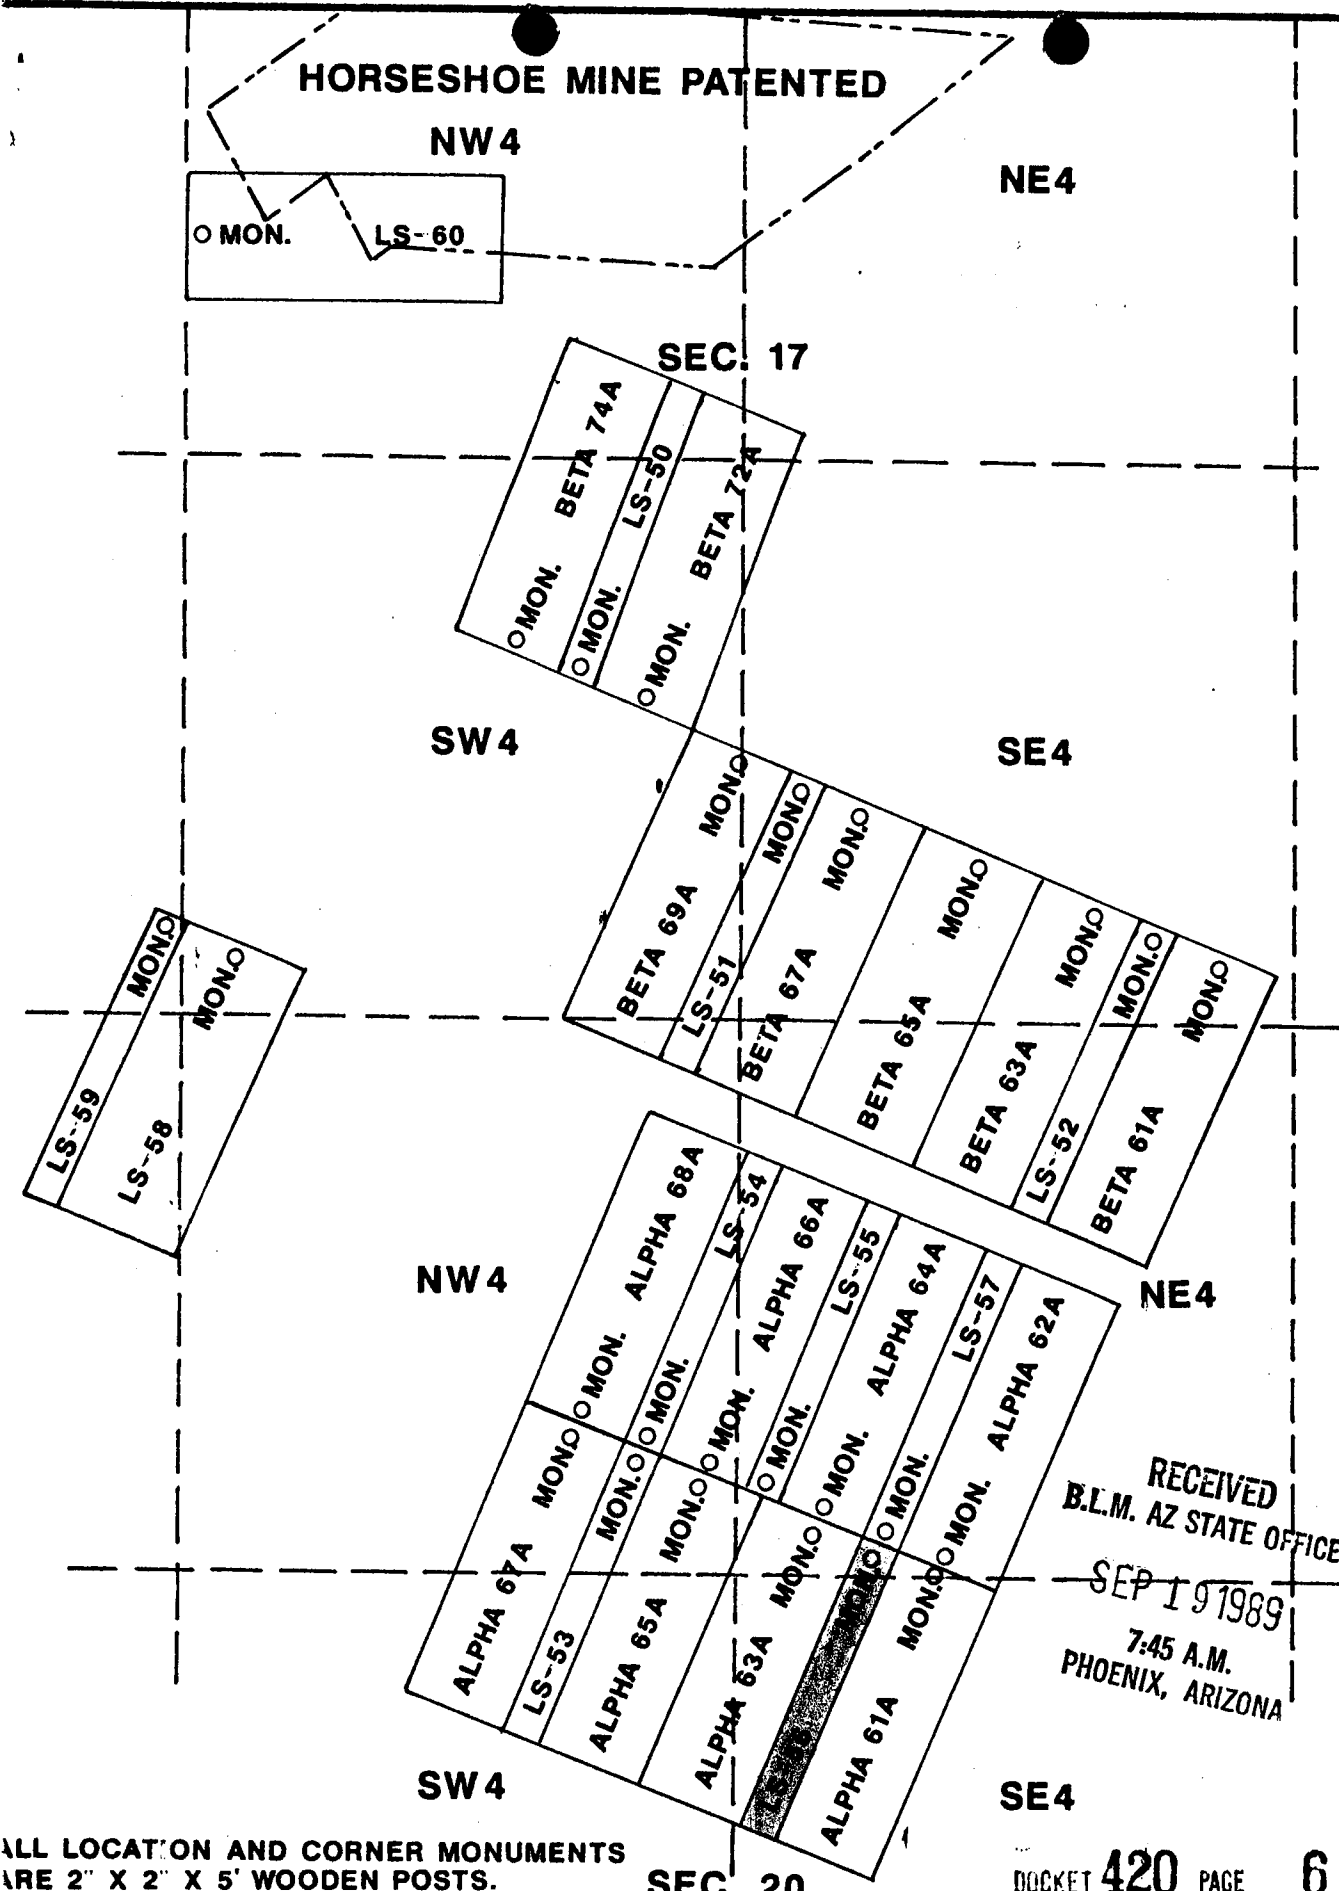 HORSESHOE MINE PATENTED
NW4
NE4
MON. LS-60
SEC. 17
BETA 74A
MON.
LS-50
MON.
BETA 72A
MON.
SW4
SE4
MON.
BETA 69A
MON.
LS-51
MON.
BETA 67A
MON.
BETA 65A
MON.
BETA 63A
MON.
LS-52
MON.
BETA 61A
MON.
LS-59
MON.
LS-58
NW4
NE4
ALPHA 68A
MON.
LS-54
MON.
ALPHA 66A
MON.
LS-55
MON.
ALPHA 64A
MON.
LS-57
MON.
ALPHA 62A
MON.
MON.
ALPHA 67A
MON.
LS-53
MON.
ALPHA 65A
MON.
ALPHA 63A
MON.
LS-56
MON.
ALPHA 61A
RECEIVED
B.L.M. AZ STATE OFFICE
SEP 19 1989
7:45 A.M.
PHOENIX, ARIZONA
SW4
SE4
ALL LOCATION AND CORNER MONUMENTS
ARE 2" X 2" X 5' WOODEN POSTS.
SEC. 20
DOCKET 420 PAGE 6